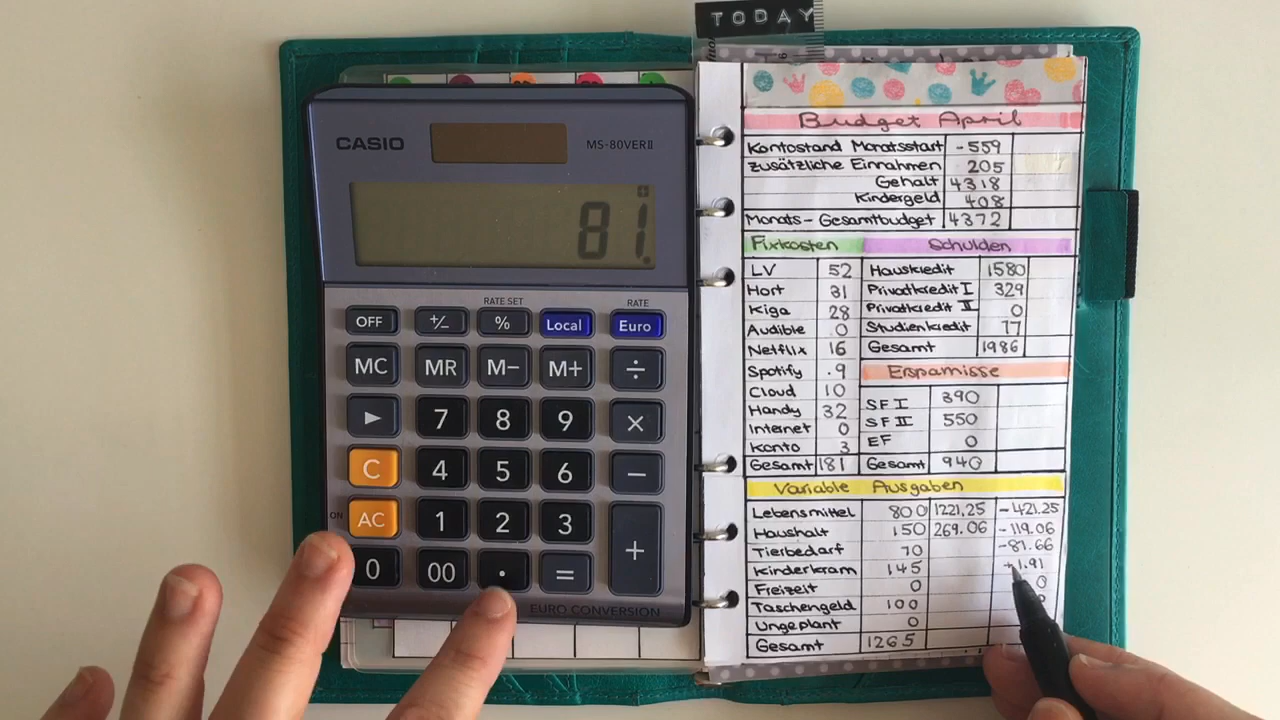 TODAY
CASIO
MS-80VERII
81.
RATE SET
RATE
OFF +/− % Local Euro
MC MR M− M+ ÷
▶ 7 8 9 ×
C 4 5 6 −
ON AC 1 2 3 +
0 00 . =
EURO CONVERSION
Budget April
Kontostand Monatsstart -559
zusätzliche Einnahmen 205
Gehalt 4318
Kindergeld 408
Monats-Gesamtbudget 4372
Fixkosten
LV 52
Hort 31
Kiga 28
Audible 0
Netflix 16
Spotify .9
Cloud 10
Handy 32
Internet 0
Konto 3
Gesamt 181
Schulden
Hauskredit 1580
Privatkredit I 329
Privatkredit II 0
Studienkredit 77
Gesamt 1986
Ersparnisse
SF I 390
SF II 550
EF 0
Gesamt 940
Variable Ausgaben
Lebensmittel 800 1221,25 -421.25
Haushalt 150 269.06 -119.06
Tierbedarf 70 -81.66
Kinderkram 145 +1.91
Freizeit 0 0
Taschengeld 100
Ungeplant 0
Gesamt 1265